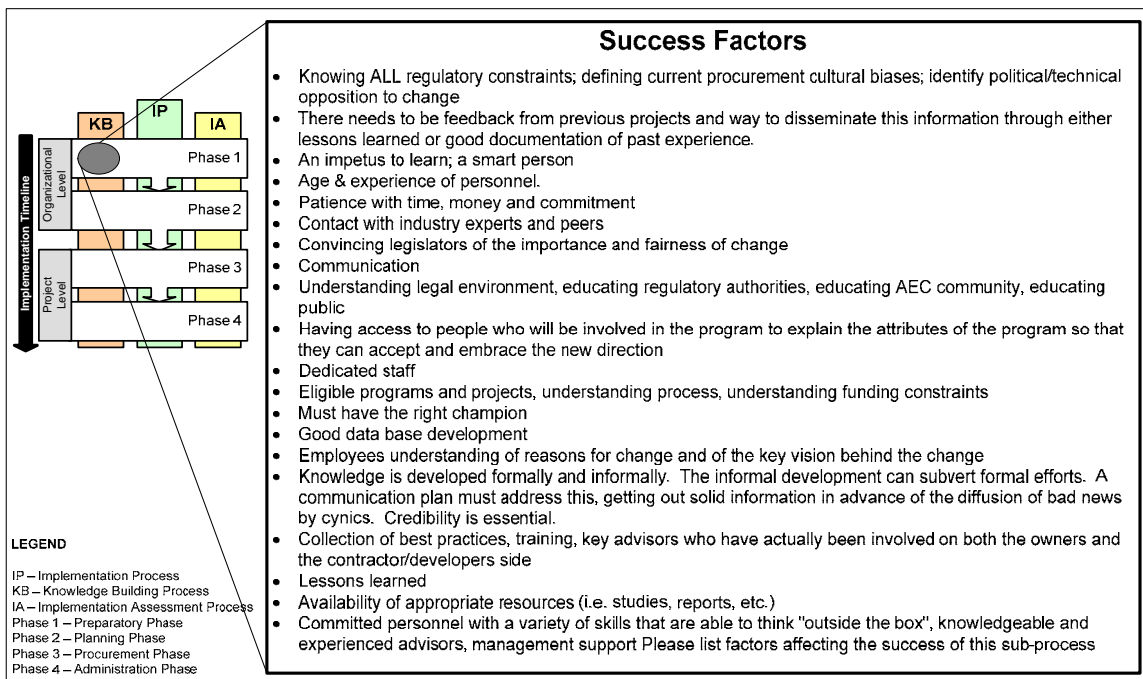 Success Factors
• Knowing ALL regulatory constraints; defining current procurement cultural biases; identify political/technical
opposition to change
• There needs to be feedback from previous projects and way to disseminate this information through either
lessons learned or good documentation of past experience.
• An impetus to learn; a smart person
• Age & experience of personnel.
• Patience with time, money and commitment
• Contact with industry experts and peers
• Convincing legislators of the importance and fairness of change
• Communication
• Understanding legal environment, educating regulatory authorities, educating AEC community, educating
public
• Having access to people who will be involved in the program to explain the attributes of the program so that
they can accept and embrace the new direction
• Dedicated staff
• Eligible programs and projects, understanding process, understanding funding constraints
• Must have the right champion
• Good data base development
• Employees understanding of reasons for change and of the key vision behind the change
• Knowledge is developed formally and informally. The informal development can subvert formal efforts. A
communication plan must address this, getting out solid information in advance of the diffusion of bad news
by cynics. Credibility is essential.
• Collection of best practices, training, key advisors who have actually been involved on both the owners and
the contractor/developers side
• Lessons learned
• Availability of appropriate resources (i.e. studies, reports, etc.)
• Committed personnel with a variety of skills that are able to think "outside the box", knowledgeable and
experienced advisors, management support Please list factors affecting the success of this sub-process
KB
IP
IA
Implementation Timeline
Organizational
Level
Phase 1
Phase 2
Project
Level
Phase 3
Phase 4
LEGEND
IP – Implementation Process
KB – Knowledge Building Process
IA – Implementation Assessment Process
Phase 1 – Preparatory Phase
Phase 2 – Planning Phase
Phase 3 – Procurement Phase
Phase 4 – Administration Phase